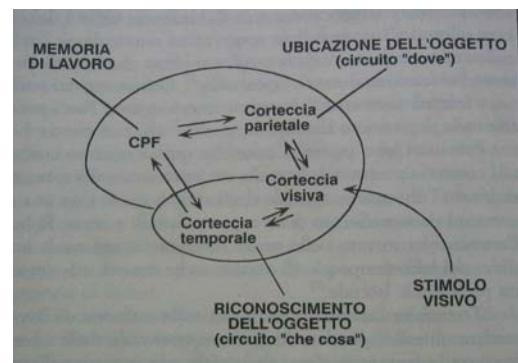 MEMORIA
DI LAVORO
UBICAZIONE DELL'OGGETTO
(circuito "dove")
Corteccia
parietale
CPF
Corteccia
visiva
Corteccia
temporale
STIMOLO
VISIVO
RICONOSCIMENTO
DELL'OGGETTO
(circuito "che cosa")